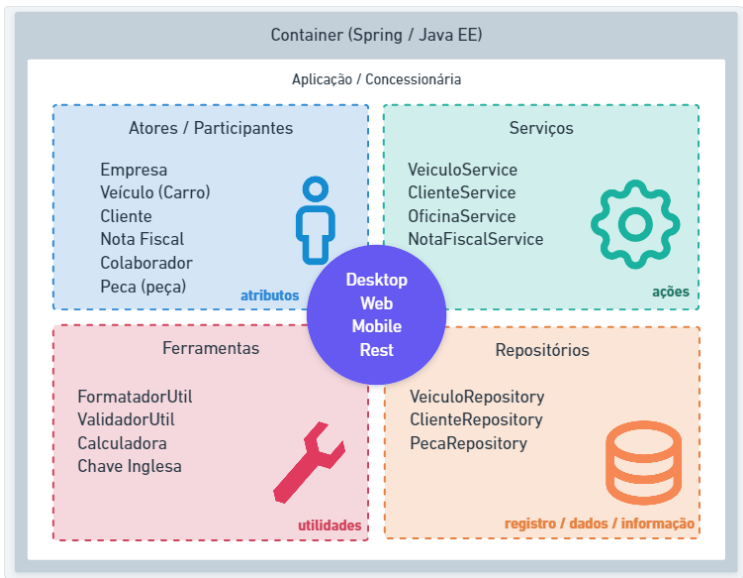 Container (Spring / Java EE)
Aplicação / Concessionária
Atores / Participantes
Empresa
Veículo (Carro)
Cliente
Nota Fiscal
Colaborador
Peca (peça)
atributos
Serviços
VeiculoService
ClienteService
OficinaService
NotaFiscalService
ações
Desktop
Web
Mobile
Rest
Ferramentas
FormatadorUtil
ValidadorUtil
Calculadora
Chave Inglesa
utilidades
Repositórios
VeiculoRepository
ClienteRepository
PecaRepository
registro / dados / informação